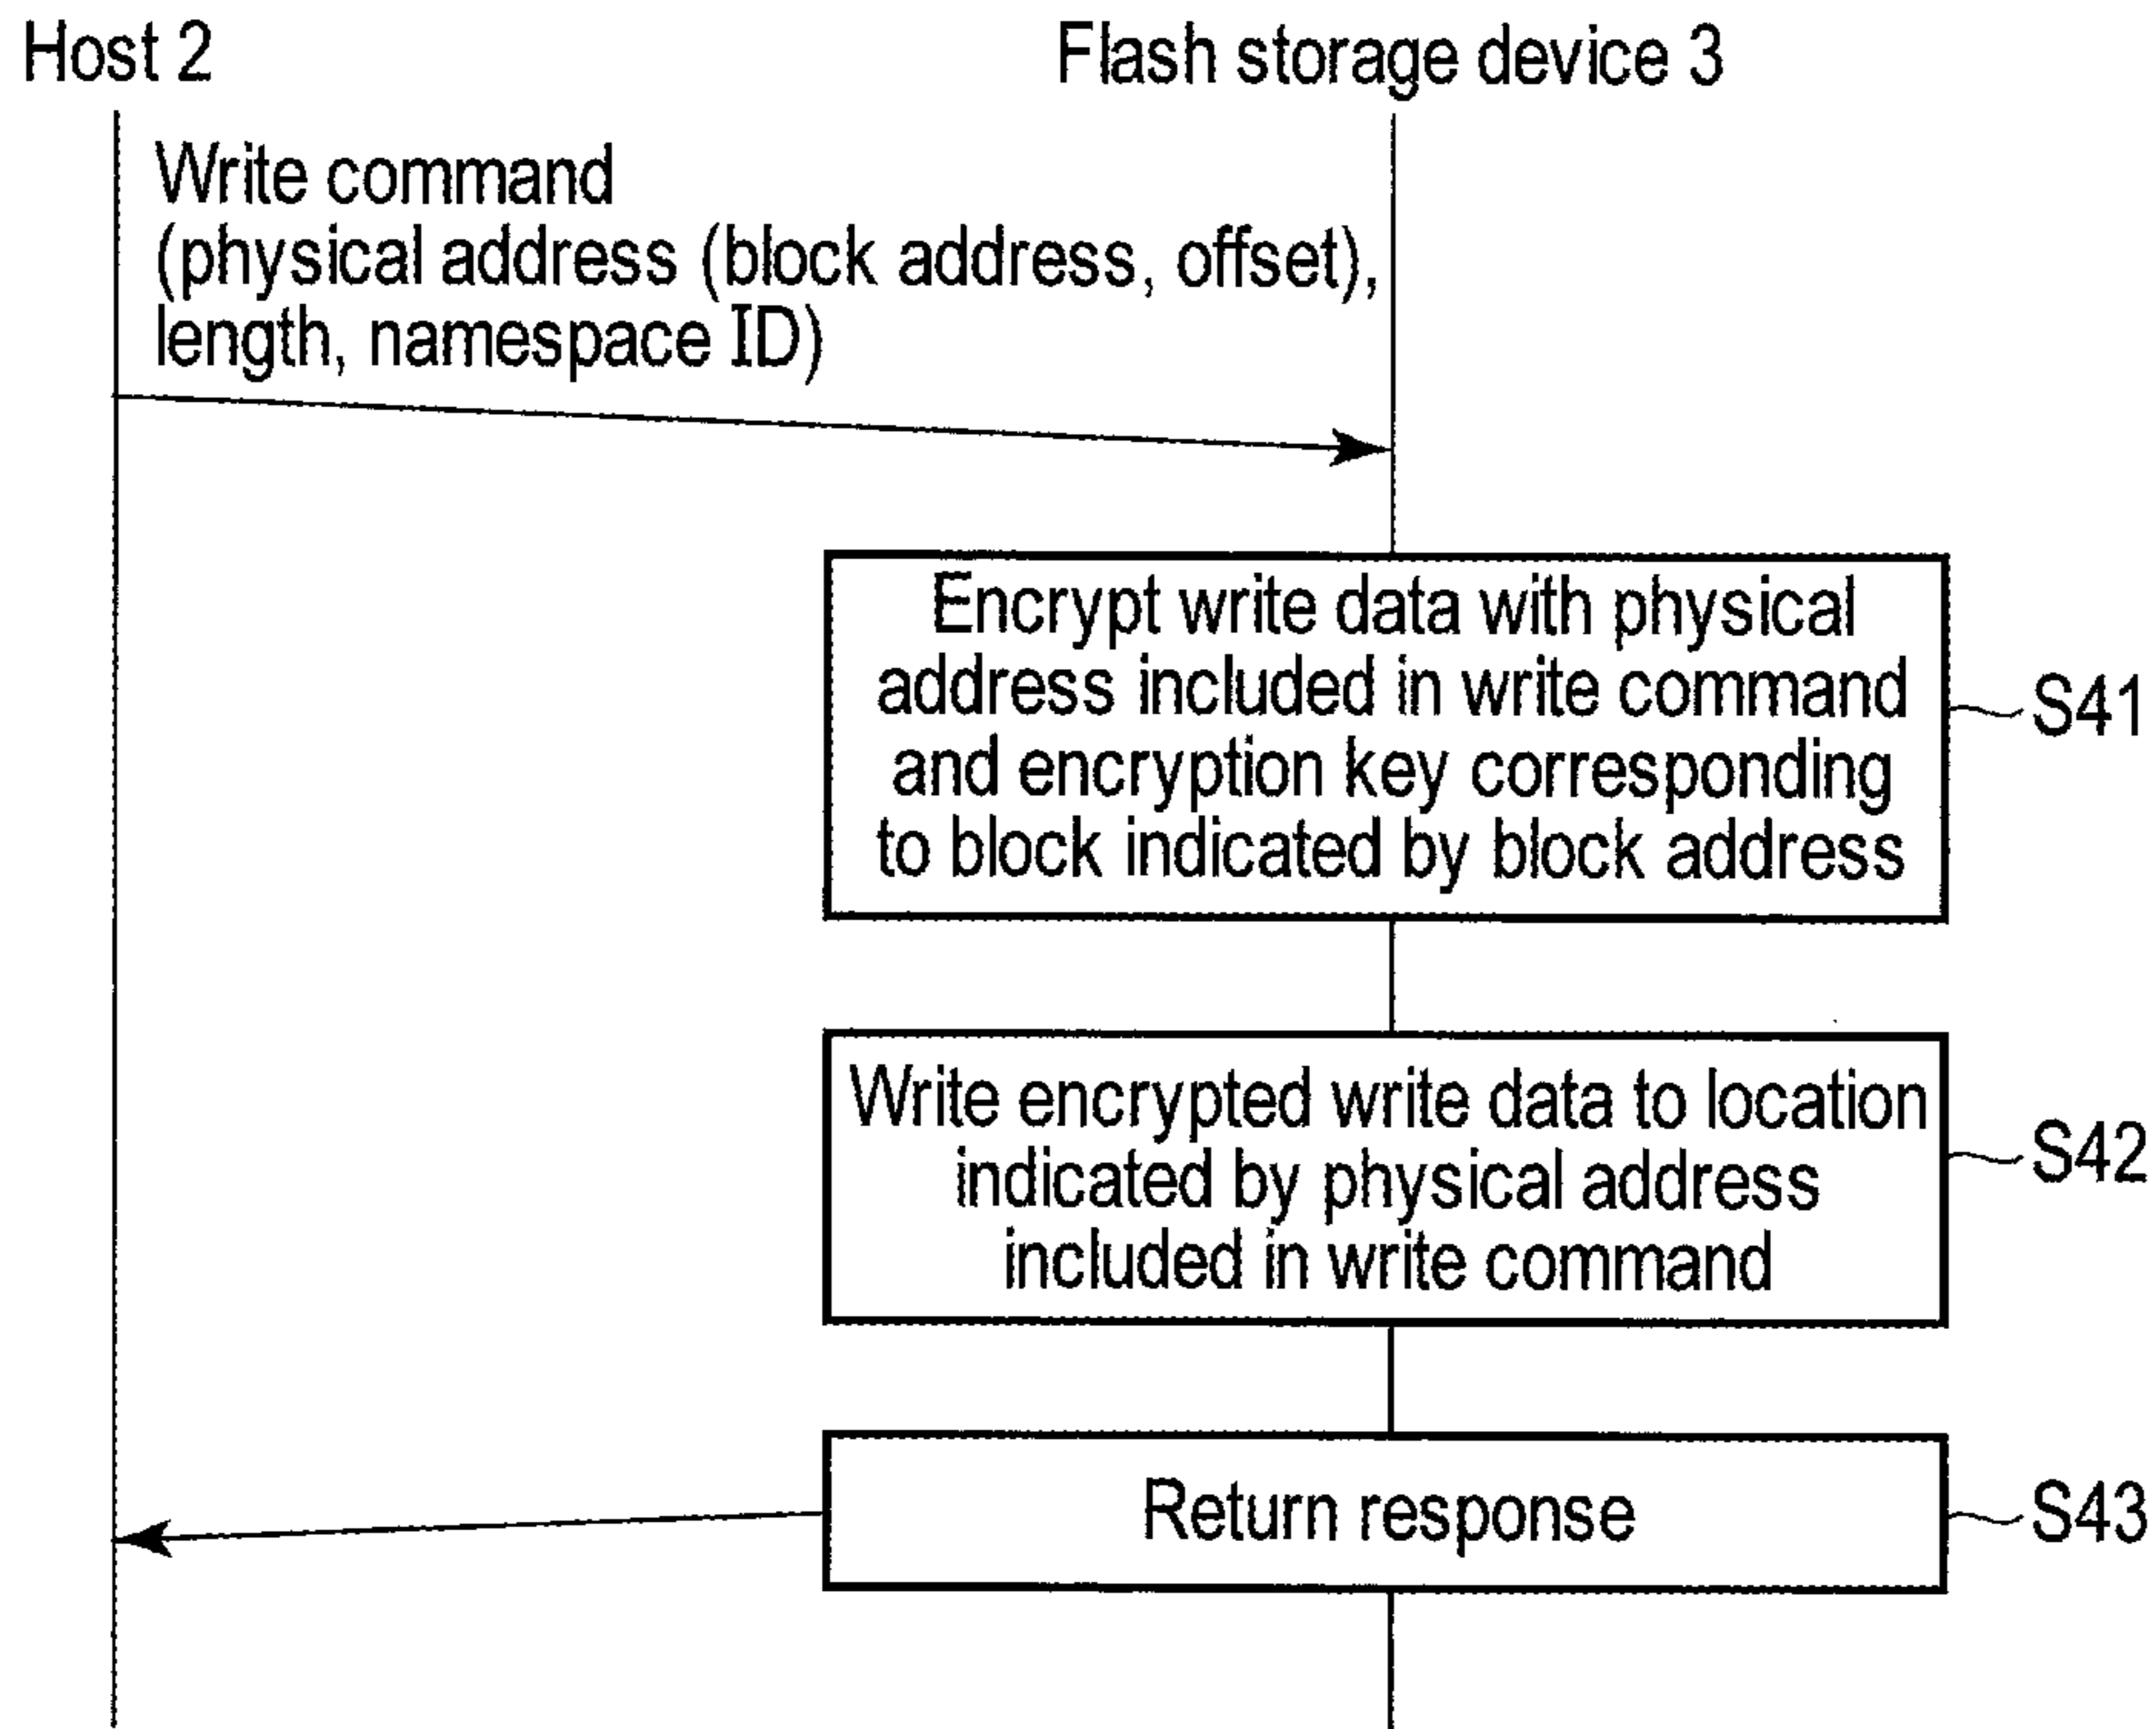 Host 2
Flash storage device 3
Write command
(physical address (block address, offset),
length, namespace ID)
Encrypt write data with physical
address included in write command
and encryption key corresponding
to block indicated by block address
S41
Write encrypted write data to location
indicated by physical address
included in write command
S42
Return response
S43